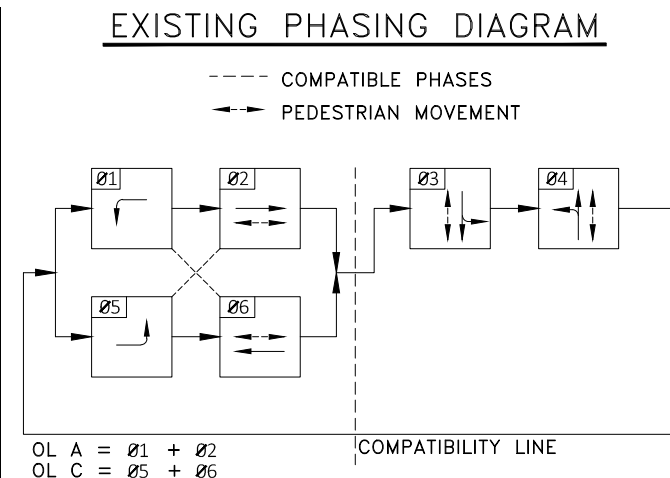 EXISTING PHASING DIAGRAM
COMPATIBLE PHASES
PEDESTRIAN MOVEMENT
Ø1
Ø2
Ø3
Ø4
Ø5
Ø6
OL A = Ø1 + Ø2
OL C = Ø5 + Ø6
COMPATIBILITY LINE